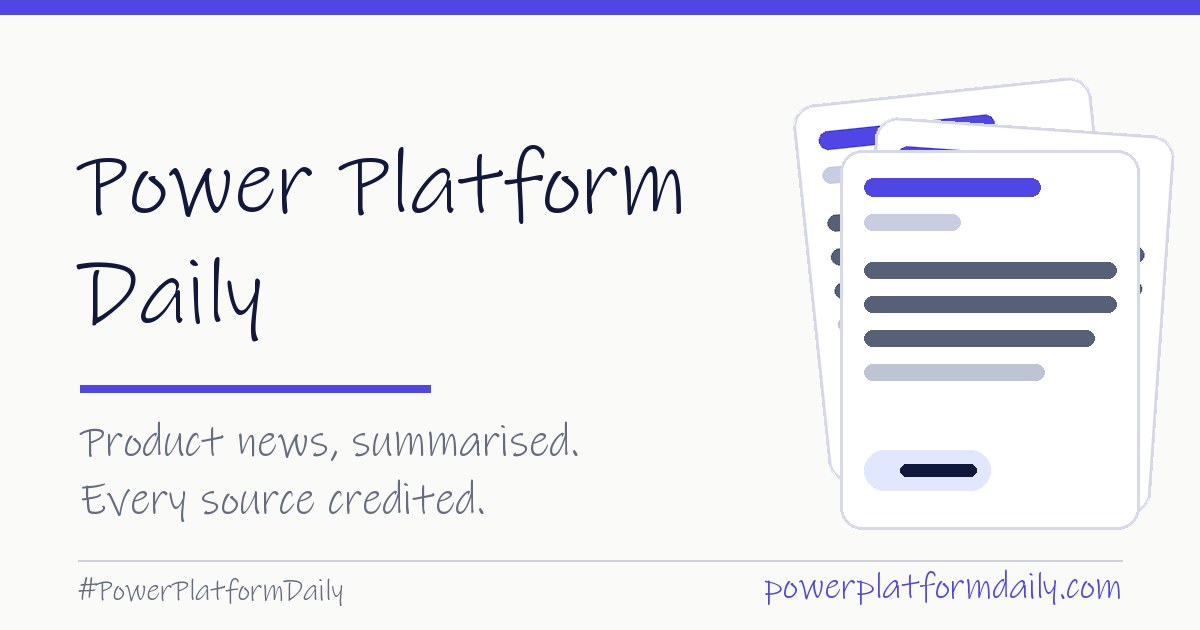 Power Platform
Daily
Product news, summarised.
Every source credited.
#PowerPlatformDaily
powerplatformdaily.com